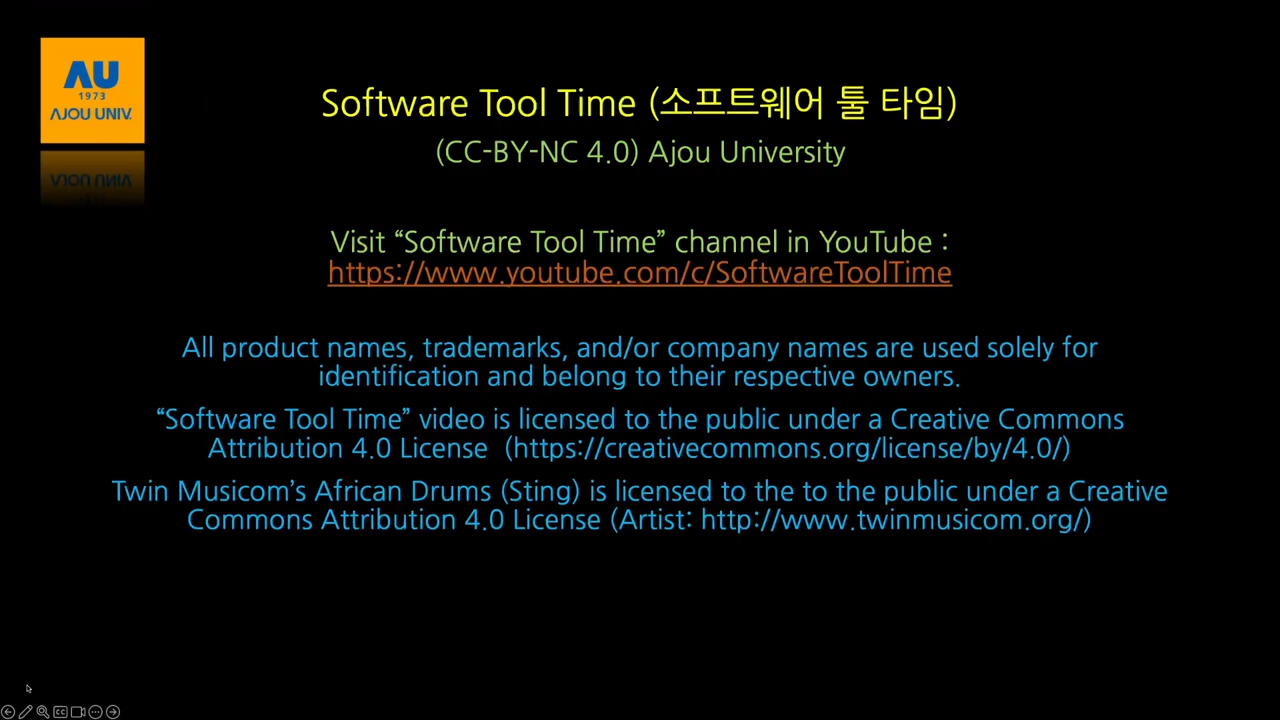 AU
1973
AJOU UNIV.
Software Tool Time (소프트웨어 툴 타임)
(CC-BY-NC 4.0) Ajou University
Visit “Software Tool Time” channel in YouTube :
https://www.youtube.com/c/SoftwareToolTime
All product names, trademarks, and/or company names are used solely for
identification and belong to their respective owners.
“Software Tool Time” video is licensed to the public under a Creative Commons
Attribution 4.0 License (https://creativecommons.org/license/by/4.0/)
Twin Musicom’s African Drums (Sting) is licensed to the to the public under a Creative
Commons Attribution 4.0 License (Artist: http://www.twinmusicom.org/)